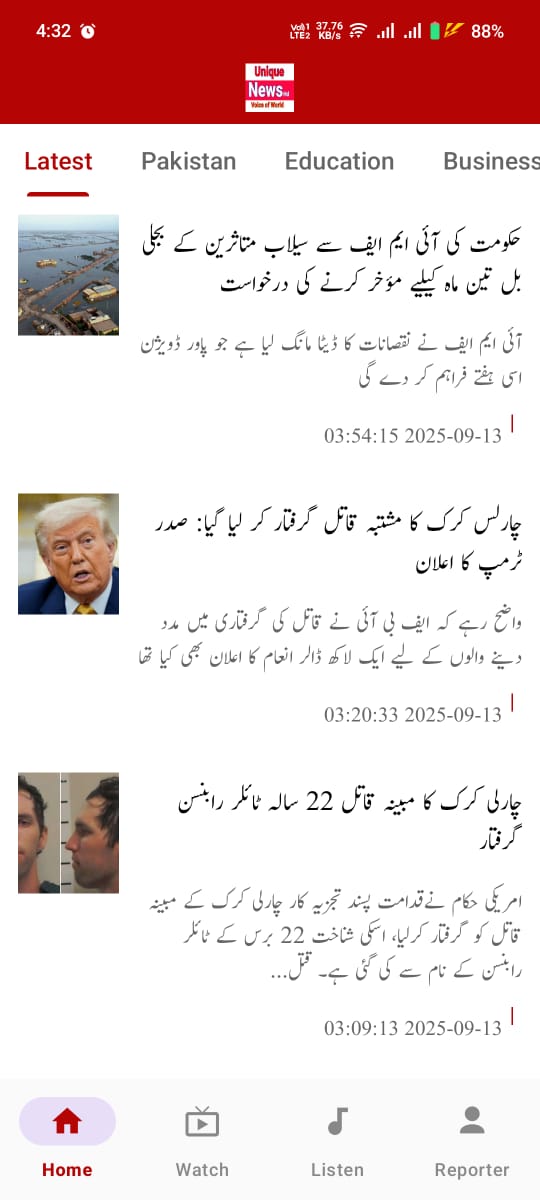 4:32
Vo))1 LTE2
37.76 KB/s
88%
Unique
News HD
Voice of World
Latest Pakistan Education Business
حکومت کی آئی ایم ایف سے سیلاب متاثرین کے بجلی
بل تین ماہ کیلیے مؤخر کرنے کی درخواست
آئی ایم ایف نے نقصانات کا ڈیٹا مانگ لیا ہے جو پاور ڈویژن
اسی ہفتے فراہم کر دے گی
03:54:15 2025-09-13
چارلس کرک کا مشتبہ قاتل گرفتار کر لیا گیا: صدر
ٹرمپ کا اعلان
واضح رہے کہ ایف بی آئی نے قاتل کی گرفتاری میں مدد
دینے والوں کے لیے ایک لاکھ ڈالر انعام کا اعلان بھی کیا تھا
03:20:33 2025-09-13
چارلی کرک کا مبینہ قاتل 22 سالہ ٹائلر رابنسن
گرفتار
امریکی حکام نےقدامت پسند تجزیہ کار چارلی کرک کے مبینہ
قاتل کو گرفتار کرلیا، اسکی شناخت 22 برس کے ٹائلر
رابنسن کے نام سے کی گئی ہے۔ قتل...
03:09:13 2025-09-13
Home Watch Listen Reporter